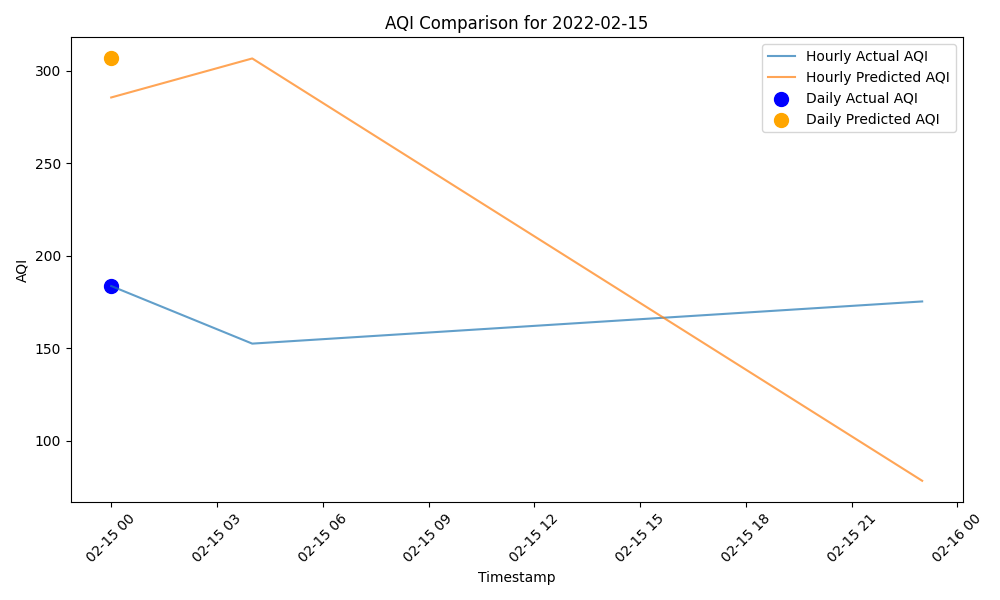 AQI Comparison for 2022-02-15
Hourly Actual AQI
Hourly Predicted AQI
Daily Actual AQI
Daily Predicted AQI
AQI
300
250
200
150
100
02-15 00
02-15 03
02-15 06
02-15 09
02-15 12
02-15 15
02-15 18
02-15 21
02-16 00
Timestamp